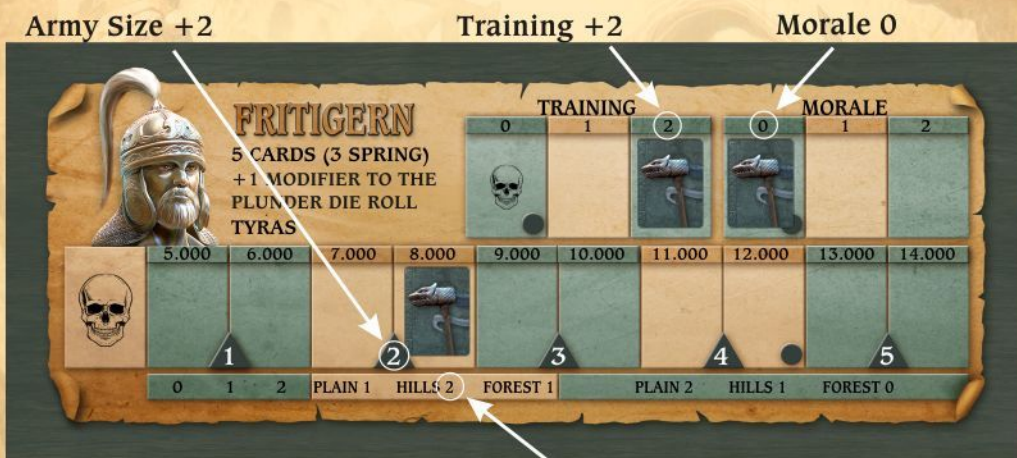 Army Size +2 Training +2 Morale 0
FRITIGERN
5 CARDS (3 SPRING)
+1 MODIFIER TO THE
PLUNDER DIE ROLL
TYRAS
TRAINING MORALE
0 1 2 0 1 2
5.000 6.000 7.000 8.000 9.000 10.000 11.000 12.000 13.000 14.000
1 2 3 4 5
0 1 2 PLAIN 1 HILLS 2 FOREST 1 PLAIN 2 HILLS 1 FOREST 0